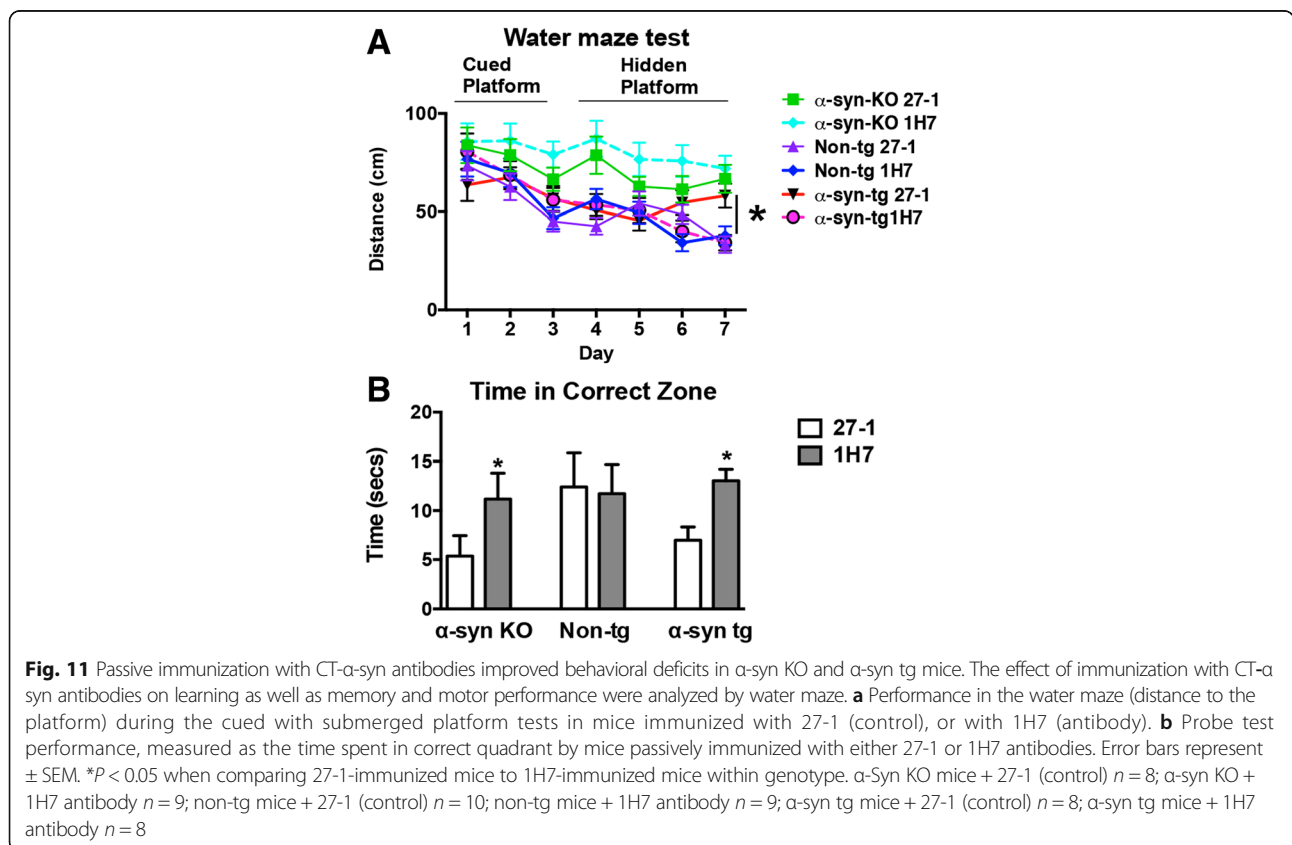 A
Water maze test
Cued
Platform
Hidden
Platform
α-syn-KO 27-1
α-syn-KO 1H7
Non-tg 27-1
Non-tg 1H7
α-syn-tg 27-1
α-syn-tg1H7
100
50
0
Distance (cm)
*
1 2 3 4 5 6 7
Day
B
Time in Correct Zone
20
15
10
5
0
Time (secs)
* *
27-1
1H7
α-syn KO Non-tg α-syn tg
Fig. 11 Passive immunization with CT-α-syn antibodies improved behavioral deficits in α-syn KO and α-syn tg mice. The effect of immunization with CT-α
syn antibodies on learning as well as memory and motor performance were analyzed by water maze. a Performance in the water maze (distance to the
platform) during the cued with submerged platform tests in mice immunized with 27-1 (control), or with 1H7 (antibody). b Probe test
performance, measured as the time spent in correct quadrant by mice passively immunized with either 27-1 or 1H7 antibodies. Error bars represent
± SEM. *P < 0.05 when comparing 27-1-immunized mice to 1H7-immunized mice within genotype. α-Syn KO mice + 27-1 (control) n = 8; α-syn KO +
1H7 antibody n = 9; non-tg mice + 27-1 (control) n = 10; non-tg mice + 1H7 antibody n = 9; α-syn tg mice + 27-1 (control) n = 8; α-syn tg mice + 1H7
antibody n = 8